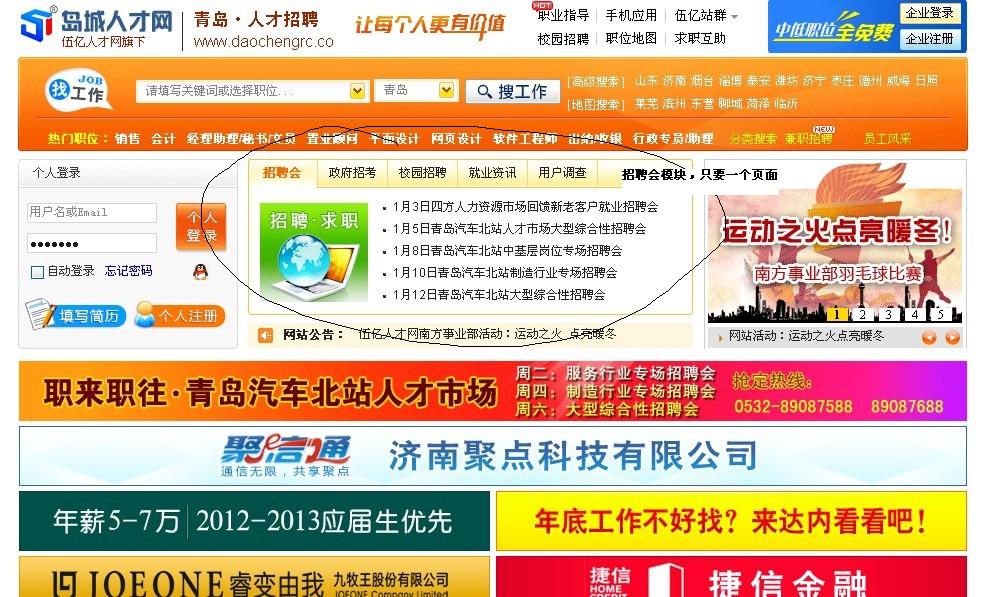 岛城人才网
伍亿人才网旗下
青岛·人才招聘
www.daochengrc.co
让每个人更有价值
HOT
职业指导 手机应用 伍亿站群
校园招聘 职位地图 求职互助
中低职位全免费
企业登录
企业注册
JOB
找工作
请填写关键词或选择职位...
青岛
搜工作
[高级搜索]
[地图搜索]
山东 济南 烟台 淄博 泰安 潍坊 济宁 枣庄 德州 威海 日照
莱芜 滨州 东营 聊城 菏泽 临沂
热门职位: 销售 会计 经理助理/秘书/文员 置业顾问 平面设计 网页设计 软件工程师 出纳/收银 行政专员/助理 分类搜索 兼职招聘 NEW 员工风采
个人登录
用户名或Email
个人登录
自动登录 忘记密码
填写简历 个人注册
招聘会 政府招考 校园招聘 就业资讯 用户调查
招聘会模块,只要一个页面
招聘·求职
1月3日四方人力资源市场回馈新老客户就业招聘会
1月5日青岛汽车北站人才市场大型综合性招聘会
1月8日青岛汽车北站中基层岗位专场招聘会
1月10日青岛汽车北站制造行业专场招聘会
1月12日青岛汽车北站大型综合性招聘会
网站公告: 伍亿人才网南方事业部活动:运动之火 点亮暖冬
运动之火点亮暖冬!
南方事业部羽毛球比赛
1 2 3 4 5
网站活动:运动之火点亮暖冬
职来职往·青岛汽车北站人才市场
周二:服务行业专场招聘会
周四:制造行业专场招聘会
周六:大型综合性招聘会
抢定热线:
0532-89087588 89087688
聚信通
通信无限,共享聚点
济南聚点科技有限公司
年薪5-7万 2012-2013应届生优先
年底工作不好找?来达内看看吧!
JOEONE 睿变由我 九牧王股份有限公司
JOEONE Company Limited
捷信
HOME CREDIT
捷信金融